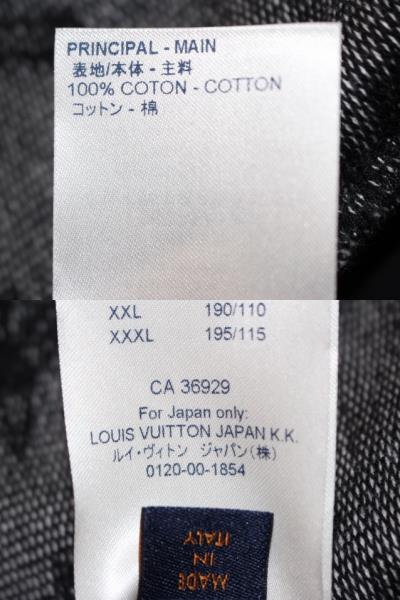 PRINCIPAL - MAIN
表地/本体 - 主料
100% COTON - COTTON
コットン - 棉
XXL 190/110
XXXL 195/115
CA 36929
For Japan only:
LOUIS VUITTON JAPAN K.K.
ルイ・ヴィトン ジャパン(株)
0120-00-1854
MADE
IN
ITALY